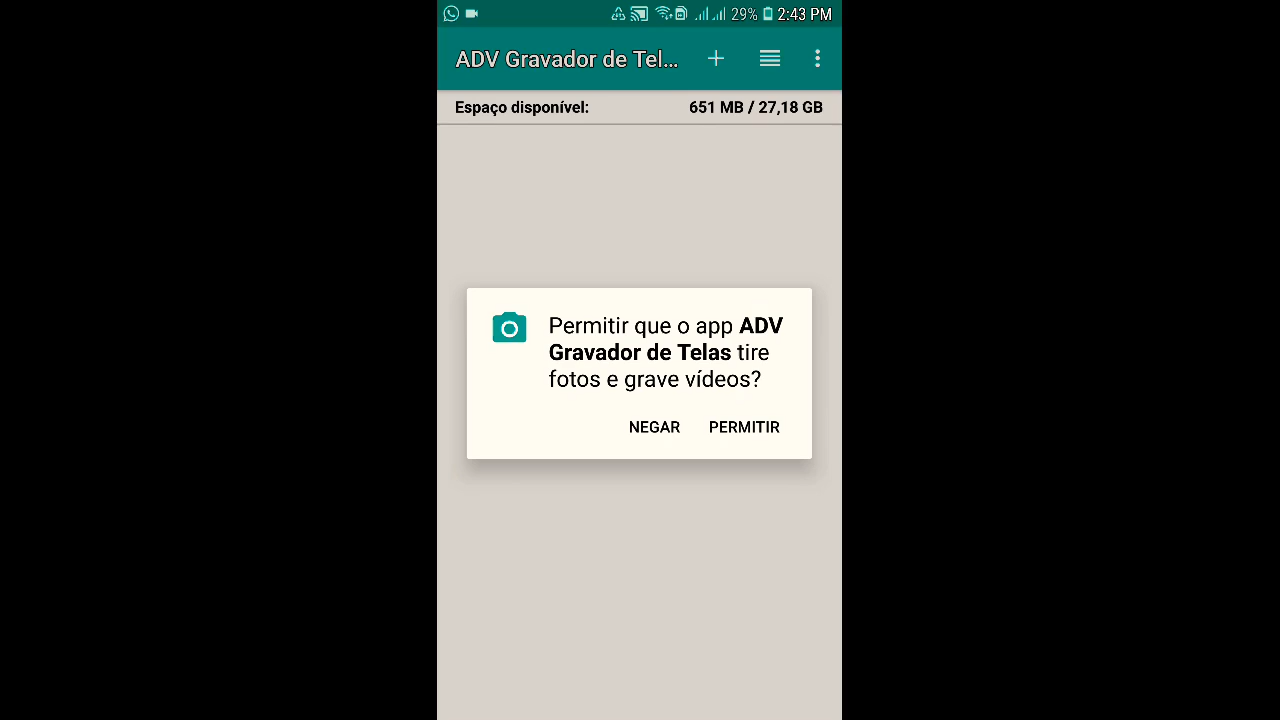 29% 2:43 PM
ADV Gravador de Tel...
Espaço disponível: 651 MB / 27,18 GB
Permitir que o app ADV
Gravador de Telas tire
fotos e grave vídeos?
NEGAR PERMITIR